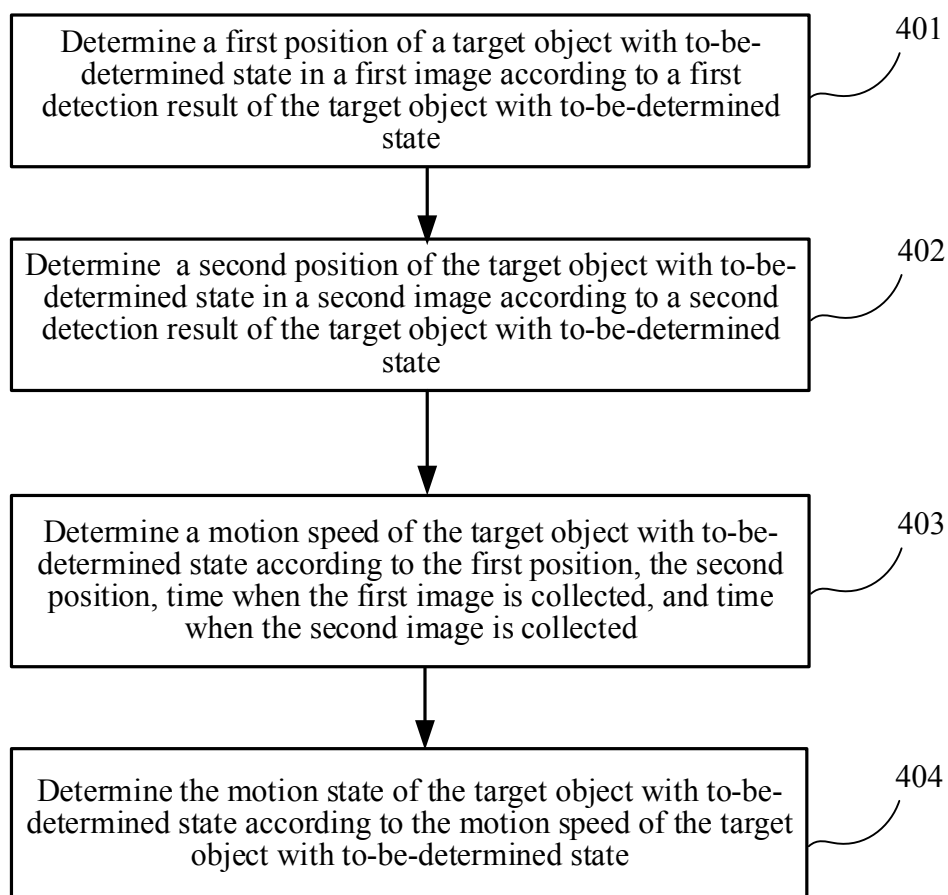 Determine a first position of a target object with to-be-
determined state in a first image according to a first
detection result of the target object with to-be-determined
state
401
Determine a second position of the target object with to-be-
determined state in a second image according to a second
detection result of the target object with to-be-determined
state
402
Determine a motion speed of the target object with to-be-
determined state according to the first position, the second
position, time when the first image is collected, and time
when the second image is collected
403
Determine the motion state of the target object with to-be-
determined state according to the motion speed of the target
object with to-be-determined state
404